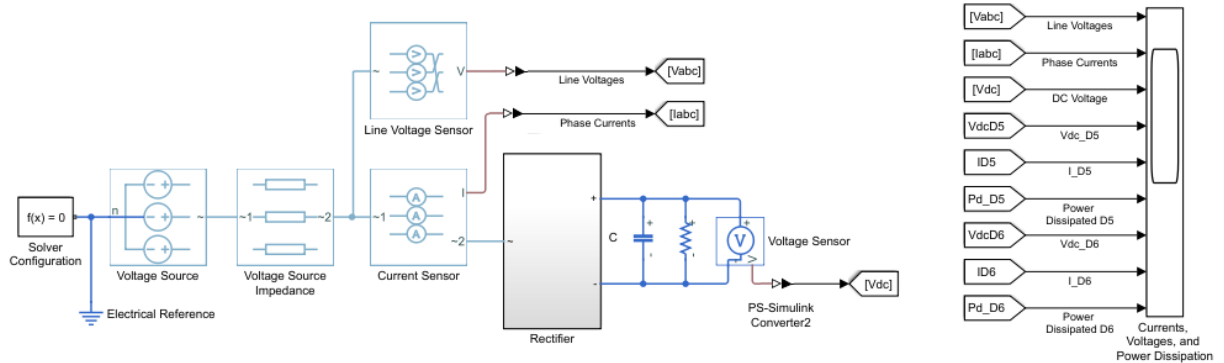 [Vabc]
Line Voltages
[Iabc]
Phase Currents
[Vdc]
DC Voltage
VdcD5
Vdc_D5
ID5
I_D5
Pd_D5
Power
Dissipated D5
VdcD6
Vdc_D6
ID6
I_D6
Pd_D6
Power
Dissipated D6
Currents,
Voltages, and
Power Dissipation
V
V
V
~
V
Line Voltages
[Vabc]
Line Voltage Sensor
Phase Currents
[Iabc]
f(x) = 0
Solver
Configuration
n
~
Voltage Source
~1
~2
Voltage Source
Impedance
A
A
A
I
~1
~2
Current Sensor
~
+
-
Rectifier
C
+
-
+
-
+
V
-
V
Voltage Sensor
[Vdc]
PS-Simulink
Converter2
Electrical Reference